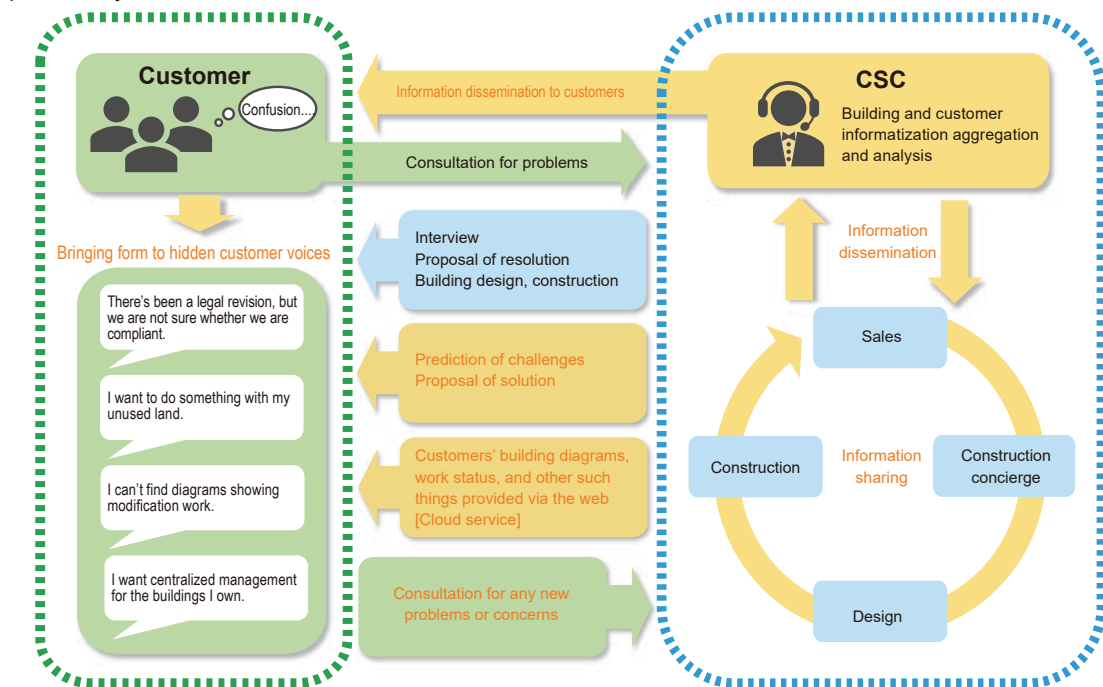 Customer
Confusion....
Information dissemination to customers
CSC
Building and customer
informatization aggregation
and analysis
Consultation for problems
Bringing form to hidden customer voices
There's been a legal revision, but
we are not sure whether we are
compliant.
I want to do something with my
unused land.
I can't find diagrams showing
modification work.
I want centralized management
for the buildings I own.
Interview
Proposal of resolution
Building design, construction
Prediction of challenges
Proposal of solution
Customers' building diagrams,
work status, and other such
things provided via the web
[Cloud service]
Consultation for any new
problems or concerns
Information
dissemination
Sales
Construction
Information
sharing
Construction
concierge
Design